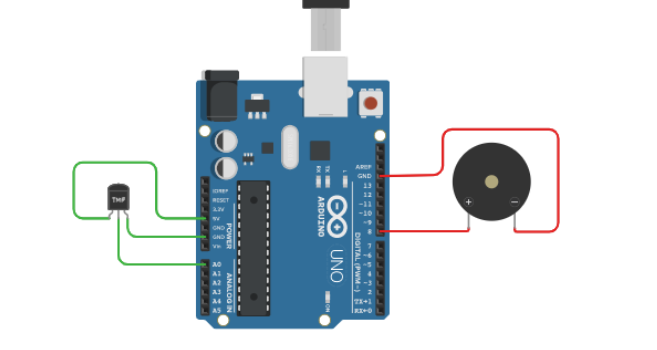 TMP
IOREF
RESET
3.3V
5V
GND
GND
Vin
POWER
A0
A1
A2
A3
A4
A5
ANALOG IN
RX
TX
L
ARDUINO
UNO
ON
AREF
GND
13
12
~11
~10
~9
8
7
~6
~5
4
~3
2
TX→1
RX←0
DIGITAL (PWM~)
+
−